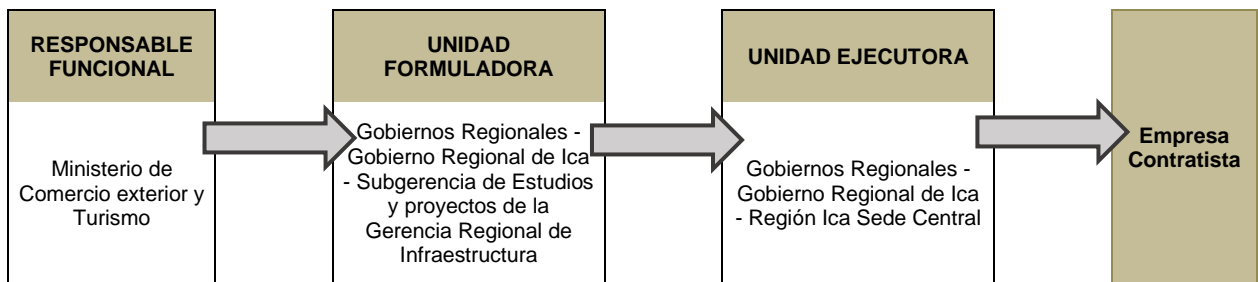 RESPONSABLE
FUNCIONAL
Ministerio de
Comercio exterior y
Turismo
UNIDAD
FORMULADORA
Gobiernos Regionales -
Gobierno Regional de Ica
- Subgerencia de Estudios
y proyectos de la
Gerencia Regional de
Infraestructura
UNIDAD EJECUTORA
Gobiernos Regionales -
Gobierno Regional de Ica
- Región Ica Sede Central
Empresa
Contratista